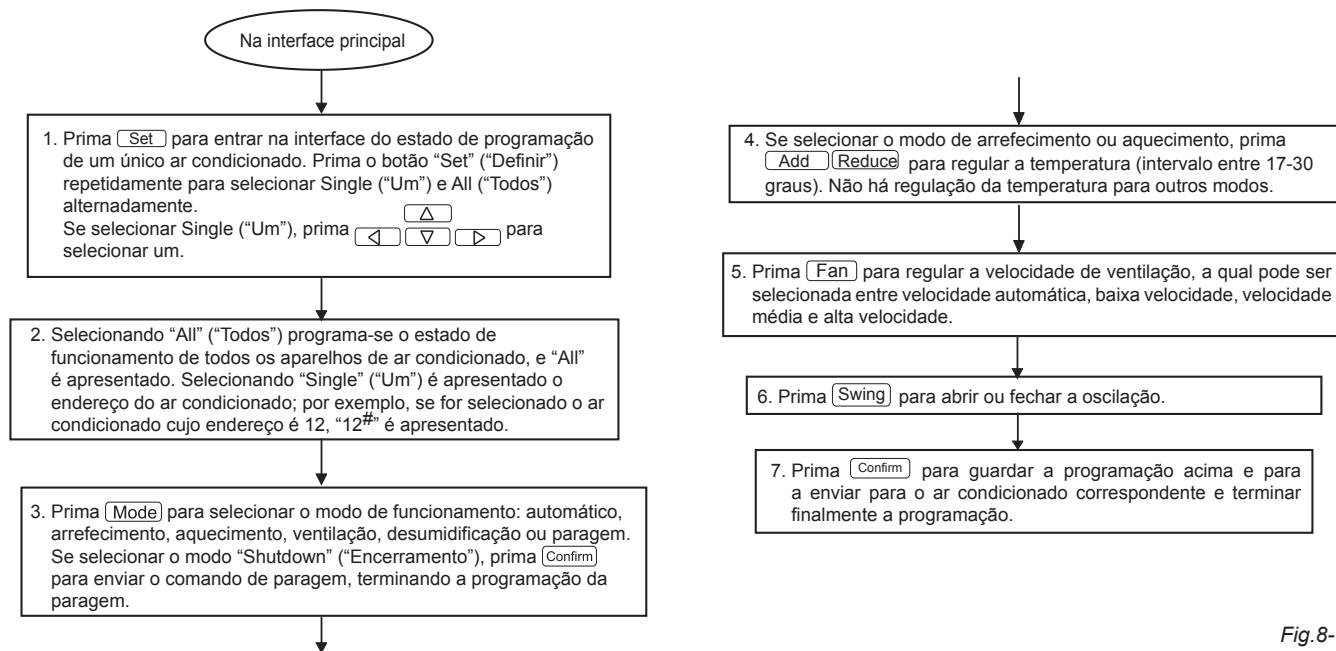 Na interface principal
1. Prima Set para entrar na interface do estado de programação
de um único ar condicionado. Prima o botão “Set” (“Definir”)
repetidamente para selecionar Single (“Um”) e All (“Todos”)
alternadamente.
Se selecionar Single (“Um”), prima △ ◁ ▽ ▷ para
selecionar um.
2. Selecionando “All” (“Todos”) programa-se o estado de
funcionamento de todos os aparelhos de ar condicionado, e “All”
é apresentado. Selecionando “Single” (“Um”) é apresentado o
endereço do ar condicionado; por exemplo, se for selecionado o ar
condicionado cujo endereço é 12, “12#” é apresentado.
3. Prima Mode para selecionar o modo de funcionamento: automático,
arrefecimento, aquecimento, ventilação, desumidificação ou paragem.
Se selecionar o modo “Shutdown” (“Encerramento”), prima Confirm
para enviar o comando de paragem, terminando a programação da
paragem.
4. Se selecionar o modo de arrefecimento ou aquecimento, prima
Add Reduce para regular a temperatura (intervalo entre 17-30
graus). Não há regulação da temperatura para outros modos.
5. Prima Fan para regular a velocidade de ventilação, a qual pode ser
selecionada entre velocidade automática, baixa velocidade, velocidade
média e alta velocidade.
6. Prima Swing para abrir ou fechar a oscilação.
7. Prima Confirm para guardar a programação acima e para
a enviar para o ar condicionado correspondente e terminar
finalmente a programação.
Fig.8-